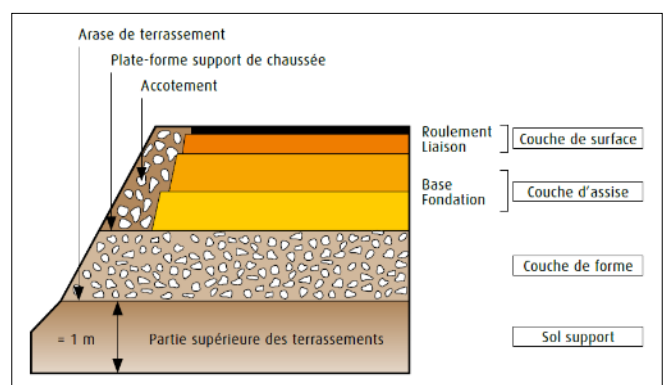 Arase de terrassement
Plate-forme support de chaussée
Accotement
Roulement
Liaison
Couche de surface
Base
Fondation
Couche d'assise
Couche de forme
= 1 m
Partie supérieure des terrassements
Sol support